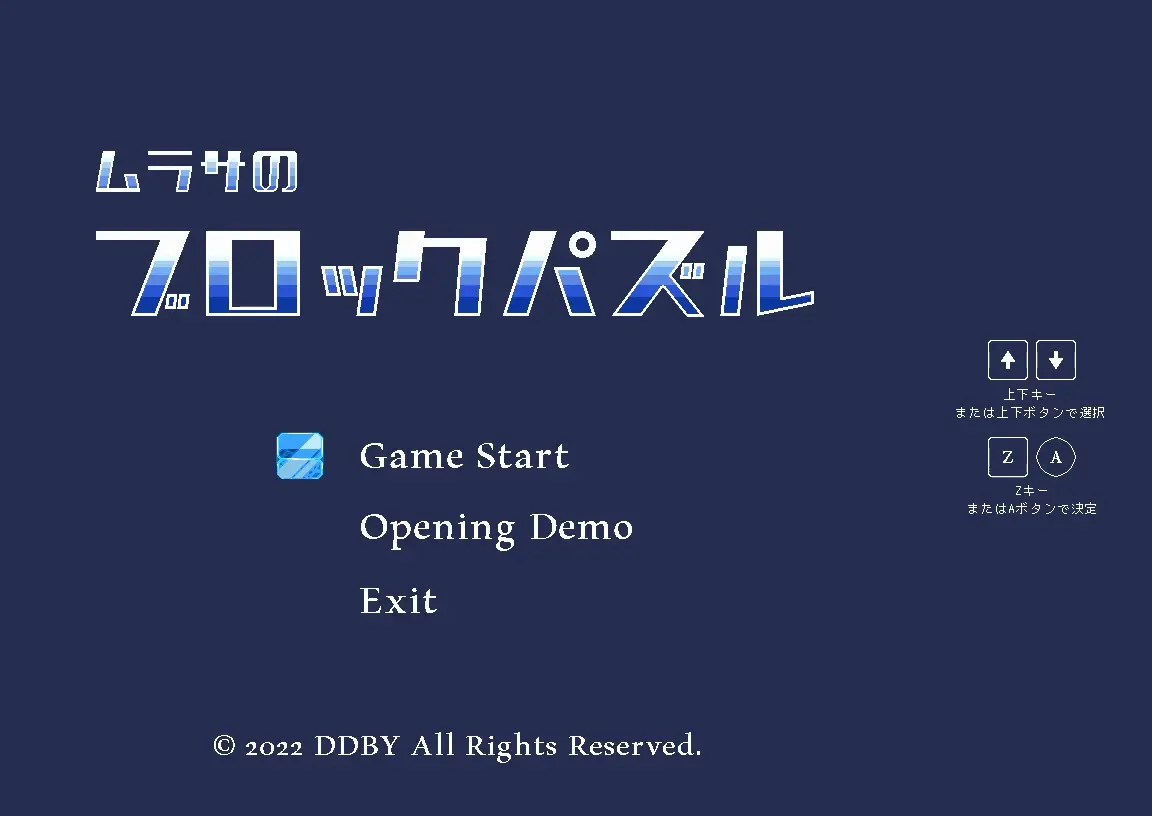 ムラサの
ブロックパズル
上下キー
または上下ボタンで選択
Game Start
Z A
Zキー
またはAボタンで決定
Opening Demo
Exit
© 2022 DDBY All Rights Reserved.